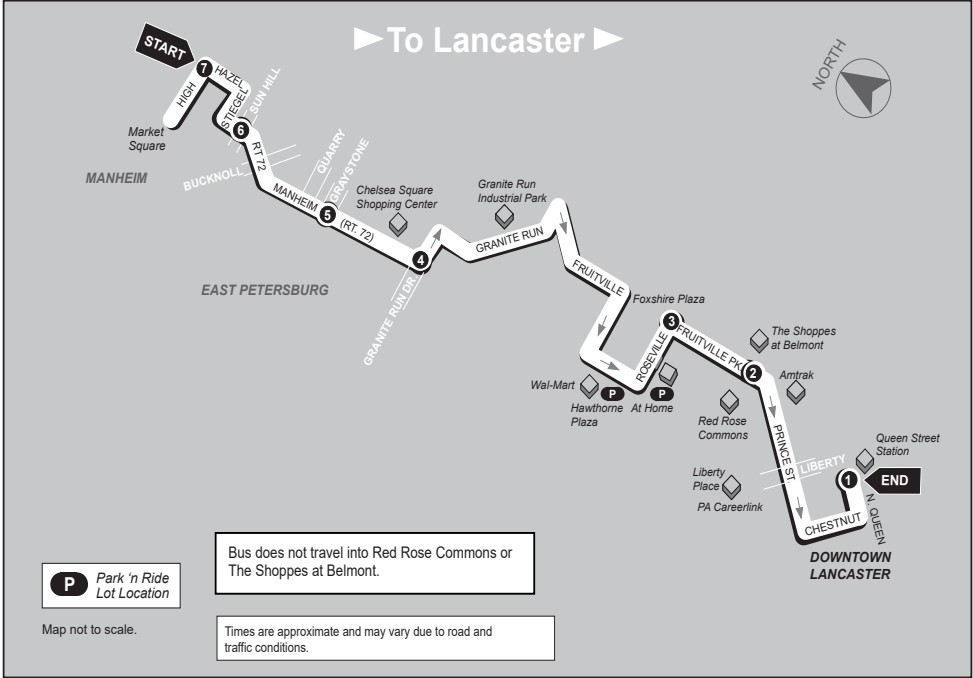 To Lancaster
START
NORTH
7
HAZEL
HIGH
STIEGEL
SUN HILL
6
Market
Square
RT 72
BUCKNOLL
MANHEIM
QUARRY
GRAYSTONE
MANHEIM
5
(RT. 72)
Chelsea Square
Shopping Center
Granite Run
Industrial Park
4
GRANITE RUN
GRANITE RUN DR.
EAST PETERSBURG
FRUITVILLE
Foxshire Plaza
3
ROSEVILLE
FRUITVILLE PK
2
The Shoppes
at Belmont
Wal-Mart
P
Hawthorne
Plaza
P
At Home
Amtrak
Red Rose
Commons
PRINCE ST.
Queen Street
Station
LIBERTY
Liberty
Place
PA Careerlink
1
END
N. QUEEN
CHESTNUT
DOWNTOWN
LANCASTER
Bus does not travel into Red Rose Commons or
The Shoppes at Belmont.
P
Park ‘n Ride
Lot Location
Map not to scale.
Times are approximate and may vary due to road and
traffic conditions.